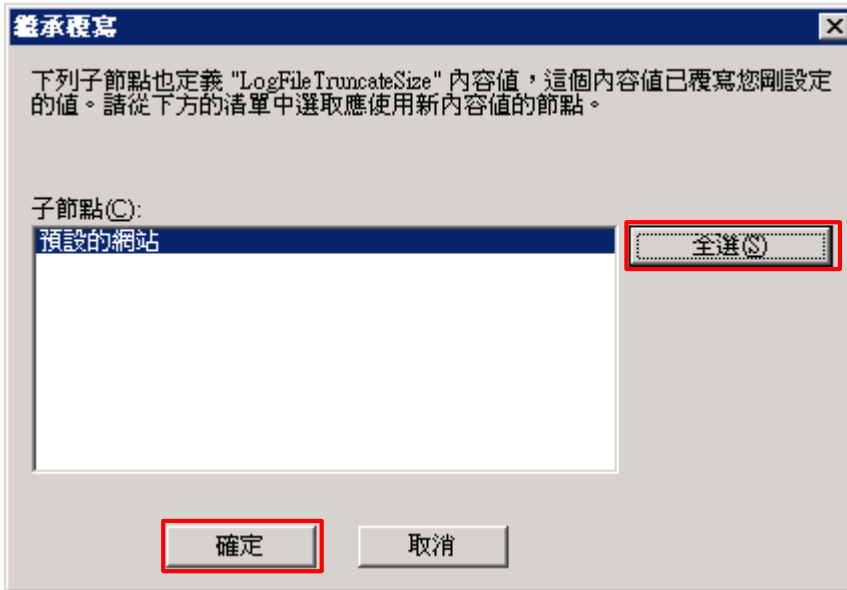 繼承覆寫
下列子節點也定義 "LogFileTruncateSize" 內容值，這個內容值已覆寫您剛設定
的值。請從下方的清單中選取應使用新內容值的節點。
子節點(C):
預設的網站
全選(S)
確定
取消